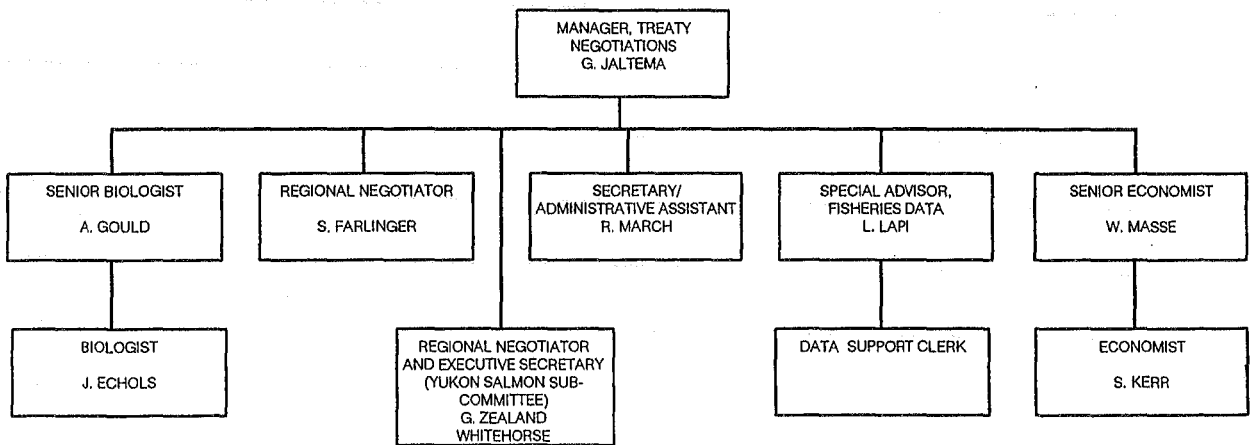 MANAGER, TREATY
NEGOTIATIONS
G. JALTEMA
SENIOR BIOLOGIST
A. GOULD
REGIONAL NEGOTIATOR
S. FARLINGER
SECRETARY/
ADMINISTRATIVE ASSISTANT
R. MARCH
SPECIAL ADVISOR,
FISHERIES DATA
L. LAPI
SENIOR ECONOMIST
W. MASSE
BIOLOGIST
J. ECHOLS
REGIONAL NEGOTIATOR
AND EXECUTIVE SECRETARY
(YUKON SALMON SUB-
COMMITTEE)
G. ZEALAND
WHITEHORSE
DATA SUPPORT CLERK
ECONOMIST
S. KERR